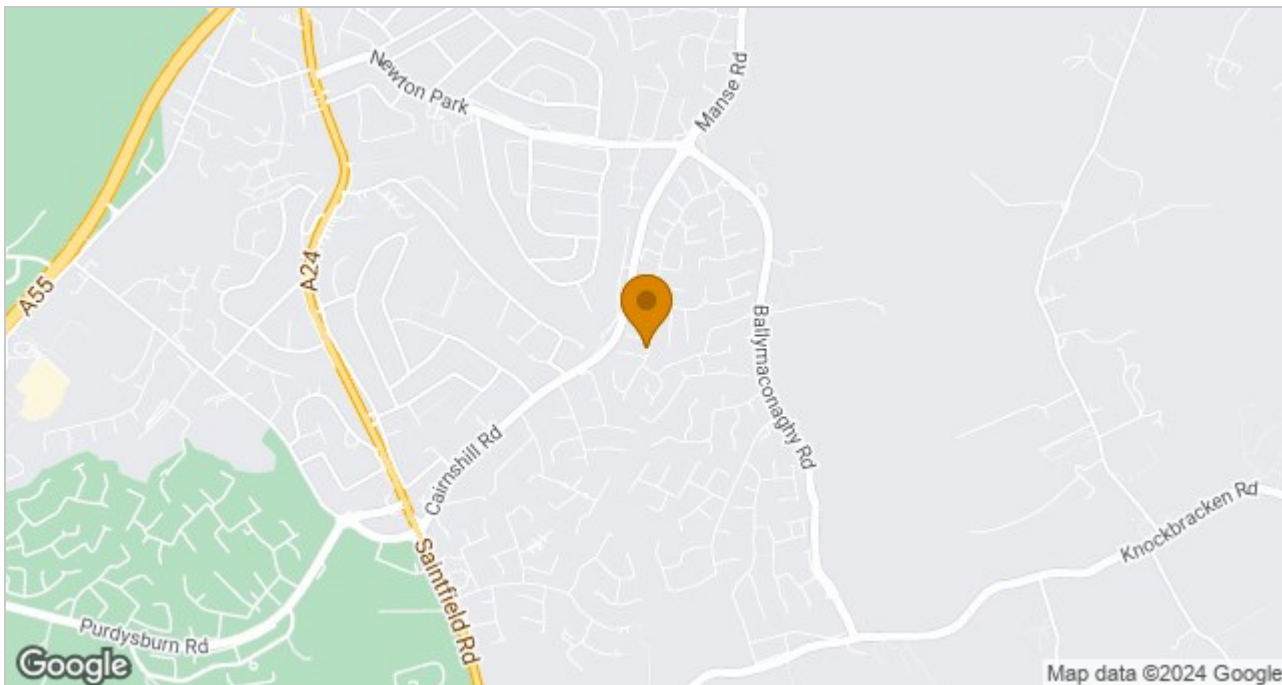 Newton Park
Manse Rd
A24
A55
Ballymaconaghy Rd
Cairnshill Rd
Knockbracken Rd
Saintfield Rd
Purdysburn Rd
Google
Map data ©2024 Google